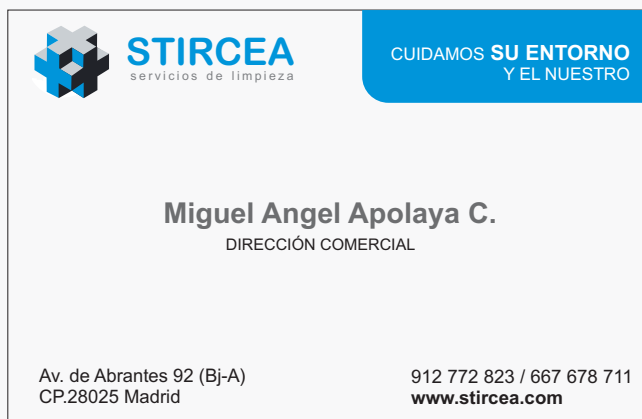 STIRCEA
servicios de limpieza
CUIDAMOS SU ENTORNO
Y EL NUESTRO
Miguel Angel Apolaya C.
DIRECCIÓN COMERCIAL
Av. de Abrantes 92 (Bj-A)
CP.28025 Madrid
912 772 823 / 667 678 711
www.stircea.com